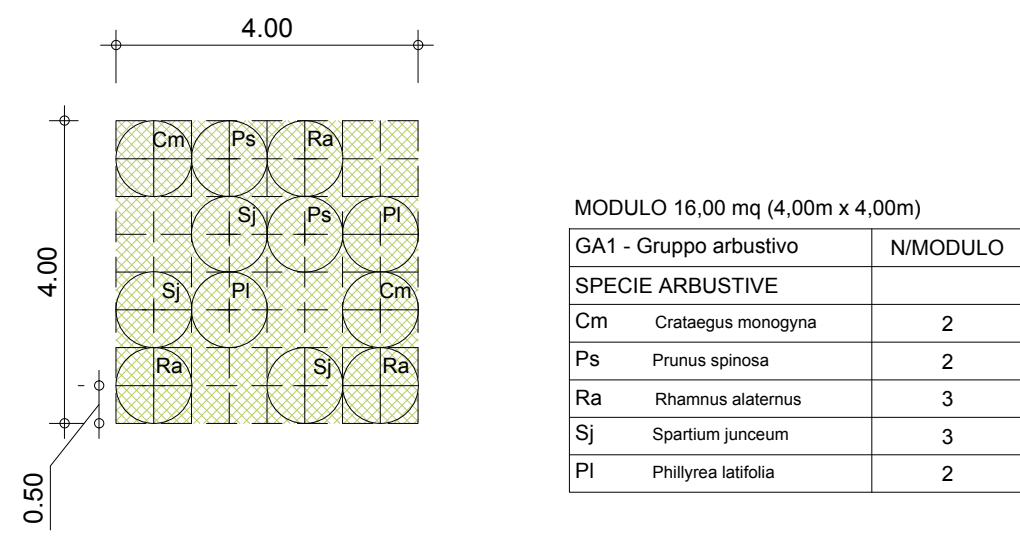 4.00
4.00
0.50
Cm Ps Ra
Sj Ps Pl
Sj Pl Cm
Ra Sj Ra
MODULO 16,00 mq (4,00m x 4,00m)
GA1 - Gruppo arbustivo N/MODULO
SPECIE ARBUSTIVE
Cm Crataegus monogyna 2
Ps Prunus spinosa 2
Ra Rhamnus alaternus 3
Sj Spartium junceum 3
Pl Phillyrea latifolia 2